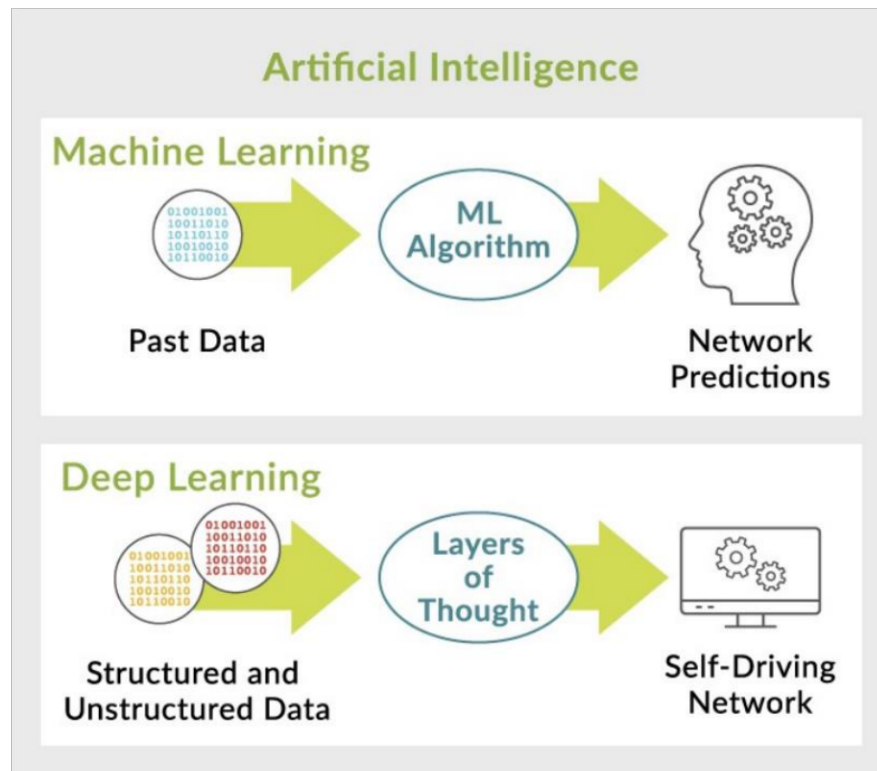 Artificial Intelligence
Machine Learning
01001001
10011010
10110110
10010010
10110010
ML
Algorithm
Past Data
Network
Predictions
Deep Learning
01001001
10011010
10110110
10010010
10110010
01001001
10011010
10110110
10010010
10110010
Layers
of
Thought
Structured and
Unstructured Data
Self-Driving
Network